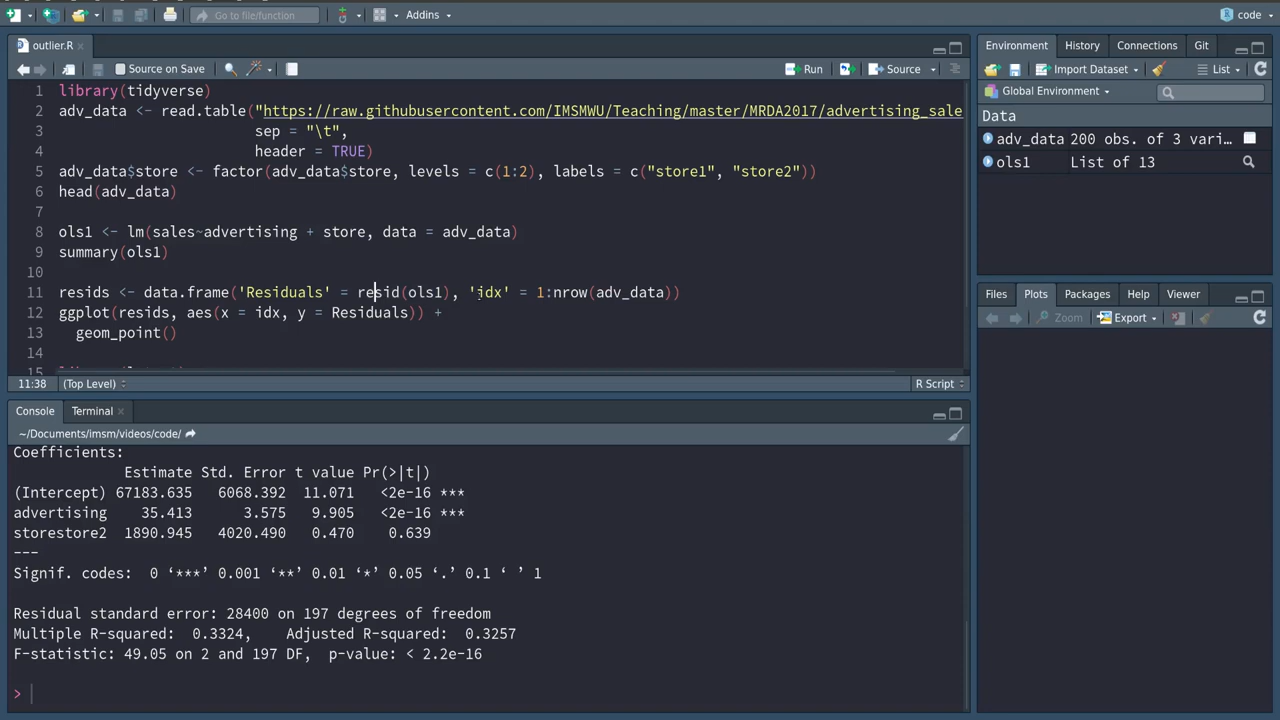 Go to file/function
Addins
code
outlier.R
Source on Save
Run
Source
1 library(tidyverse)
2 adv_data <- read.table("https://raw.githubusercontent.com/IMSMWU/Teaching/master/MRDA2017/advertising_sale
3 sep = "\t",
4 header = TRUE)
5 adv_data$store <- factor(adv_data$store, levels = c(1:2), labels = c("store1", "store2"))
6 head(adv_data)
7
8 ols1 <- lm(sales~advertising + store, data = adv_data)
9 summary(ols1)
10
11 resids <- data.frame('Residuals' = resid(ols1), 'idx' = 1:nrow(adv_data))
12 ggplot(resids, aes(x = idx, y = Residuals)) +
13 geom_point()
14
15
11:38 (Top Level) R Script
Console Terminal
~/Documents/imsm/videos/code/
Coefficients:
Estimate Std. Error t value Pr(>|t|)
(Intercept) 67183.635 6068.392 11.071 <2e-16 ***
advertising 35.413 3.575 9.905 <2e-16 ***
storestore2 1890.945 4020.490 0.470 0.639
---
Signif. codes: 0 ‘***’ 0.001 ‘**’ 0.01 ‘*’ 0.05 ‘.’ 0.1 ‘ ’ 1
Residual standard error: 28400 on 197 degrees of freedom
Multiple R-squared: 0.3324, Adjusted R-squared: 0.3257
F-statistic: 49.05 on 2 and 197 DF, p-value: < 2.2e-16
>
Environment History Connections Git
Import Dataset List
Global Environment
Data
adv_data 200 obs. of 3 vari…
ols1 List of 13
Files Plots Packages Help Viewer
Zoom Export